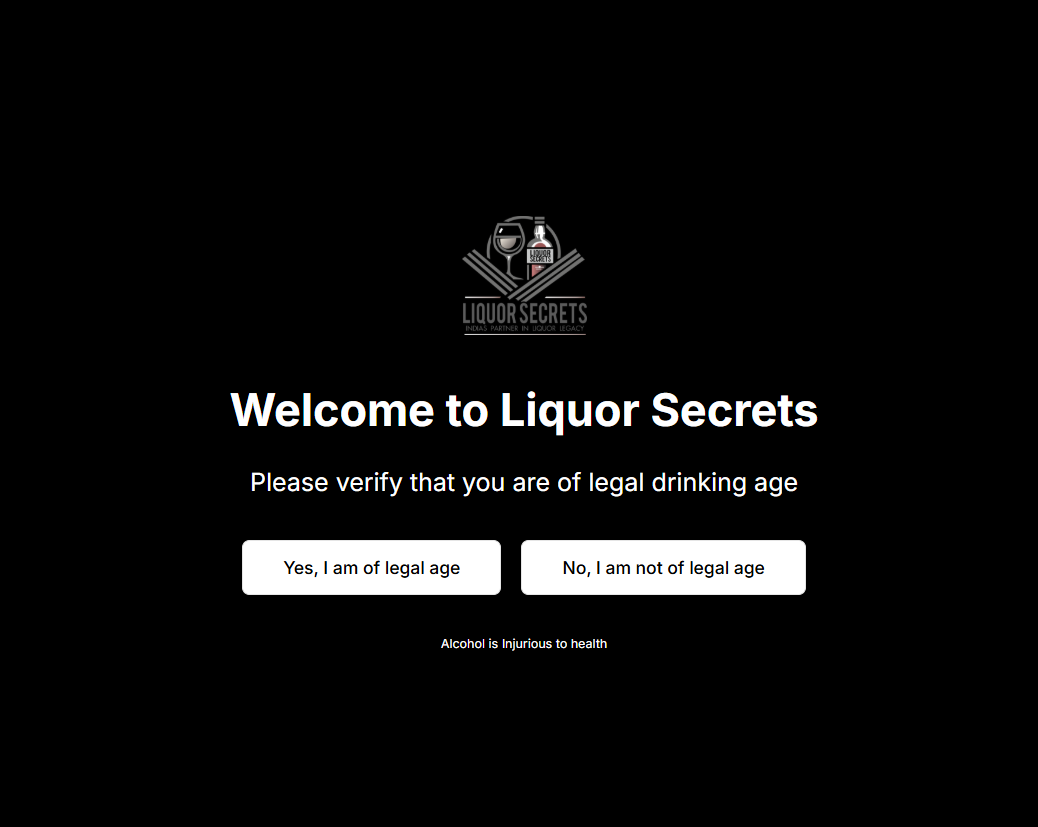 LIQUOR
SECRETS
LIQUOR SECRETS
INDIAS PARTNER IN LIQUOR LEGACY
Welcome to Liquor Secrets
Please verify that you are of legal drinking age
Yes, I am of legal age
No, I am not of legal age
Alcohol is Injurious to health